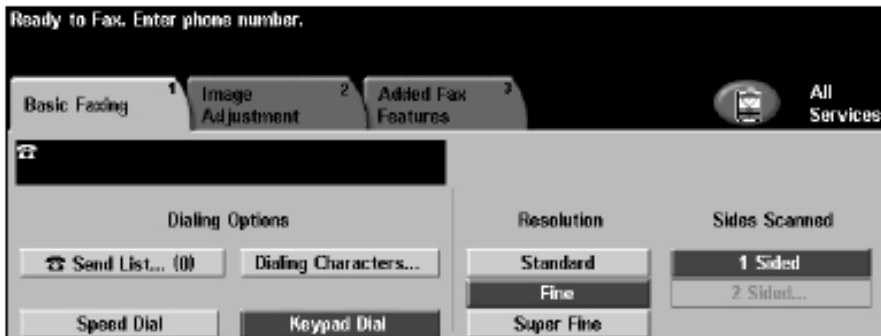 Ready to Fax. Enter phone number.
Basic Faxing 1
Image Adjustment 2
Added Fax Features 3
All Services
Dialing Options
Resolution
Sides Scanned
Send List... (0)
Dialing Characters...
Standard
1 Sided
Fine
2 Sided...
Speed Dial
Keypad Dial
Super Fine